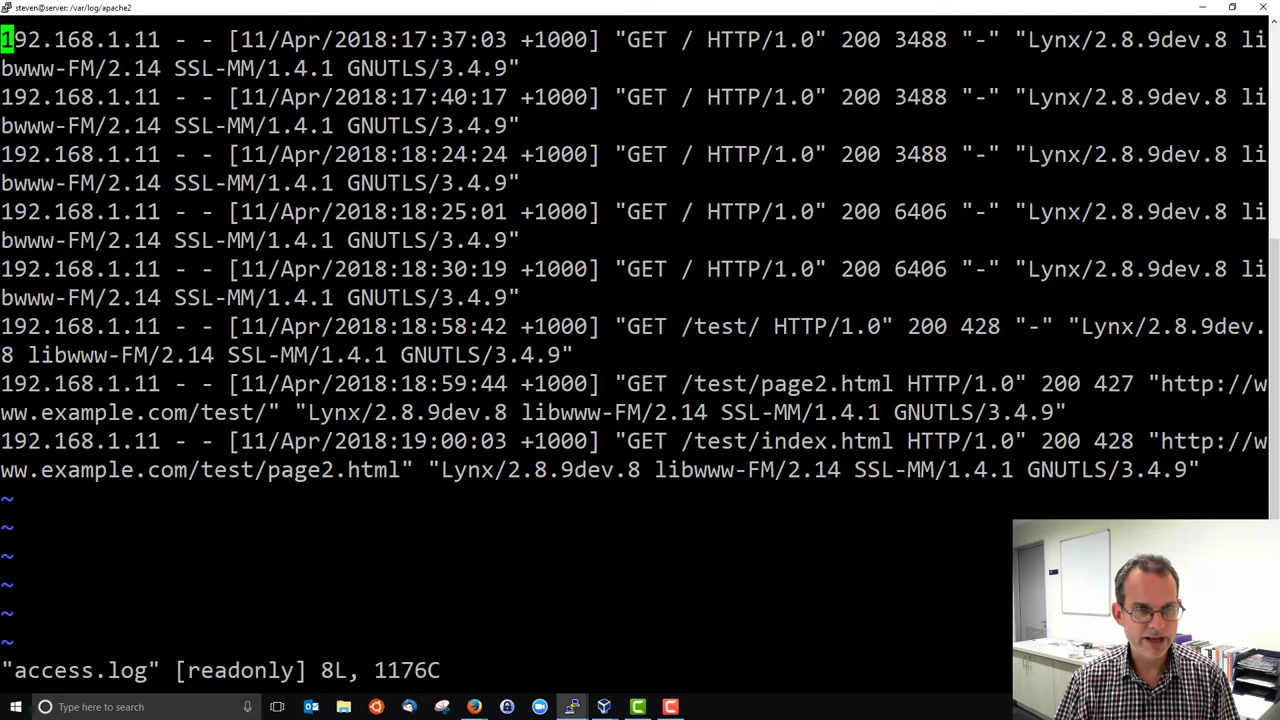 steven@server: /var/log/apache2
192.168.1.11 - - [11/Apr/2018:17:37:03 +1000] "GET / HTTP/1.0" 200 3488 "-" "Lynx/2.8.9dev.8 li
bwww-FM/2.14 SSL-MM/1.4.1 GNUTLS/3.4.9"
192.168.1.11 - - [11/Apr/2018:17:40:17 +1000] "GET / HTTP/1.0" 200 3488 "-" "Lynx/2.8.9dev.8 li
bwww-FM/2.14 SSL-MM/1.4.1 GNUTLS/3.4.9"
192.168.1.11 - - [11/Apr/2018:18:24:24 +1000] "GET / HTTP/1.0" 200 3488 "-" "Lynx/2.8.9dev.8 li
bwww-FM/2.14 SSL-MM/1.4.1 GNUTLS/3.4.9"
192.168.1.11 - - [11/Apr/2018:18:25:01 +1000] "GET / HTTP/1.0" 200 6406 "-" "Lynx/2.8.9dev.8 li
bwww-FM/2.14 SSL-MM/1.4.1 GNUTLS/3.4.9"
192.168.1.11 - - [11/Apr/2018:18:30:19 +1000] "GET / HTTP/1.0" 200 6406 "-" "Lynx/2.8.9dev.8 li
bwww-FM/2.14 SSL-MM/1.4.1 GNUTLS/3.4.9"
192.168.1.11 - - [11/Apr/2018:18:58:42 +1000] "GET /test/ HTTP/1.0" 200 428 "-" "Lynx/2.8.9dev.
8 libwww-FM/2.14 SSL-MM/1.4.1 GNUTLS/3.4.9"
192.168.1.11 - - [11/Apr/2018:18:59:44 +1000] "GET /test/page2.html HTTP/1.0" 200 427 "http://w
ww.example.com/test/" "Lynx/2.8.9dev.8 libwww-FM/2.14 SSL-MM/1.4.1 GNUTLS/3.4.9"
192.168.1.11 - - [11/Apr/2018:19:00:03 +1000] "GET /test/index.html HTTP/1.0" 200 428 "http://w
ww.example.com/test/page2.html" "Lynx/2.8.9dev.8 libwww-FM/2.14 SSL-MM/1.4.1 GNUTLS/3.4.9"
~
~
~
~
~
~
"access.log" [readonly] 8L, 1176C
Type here to search